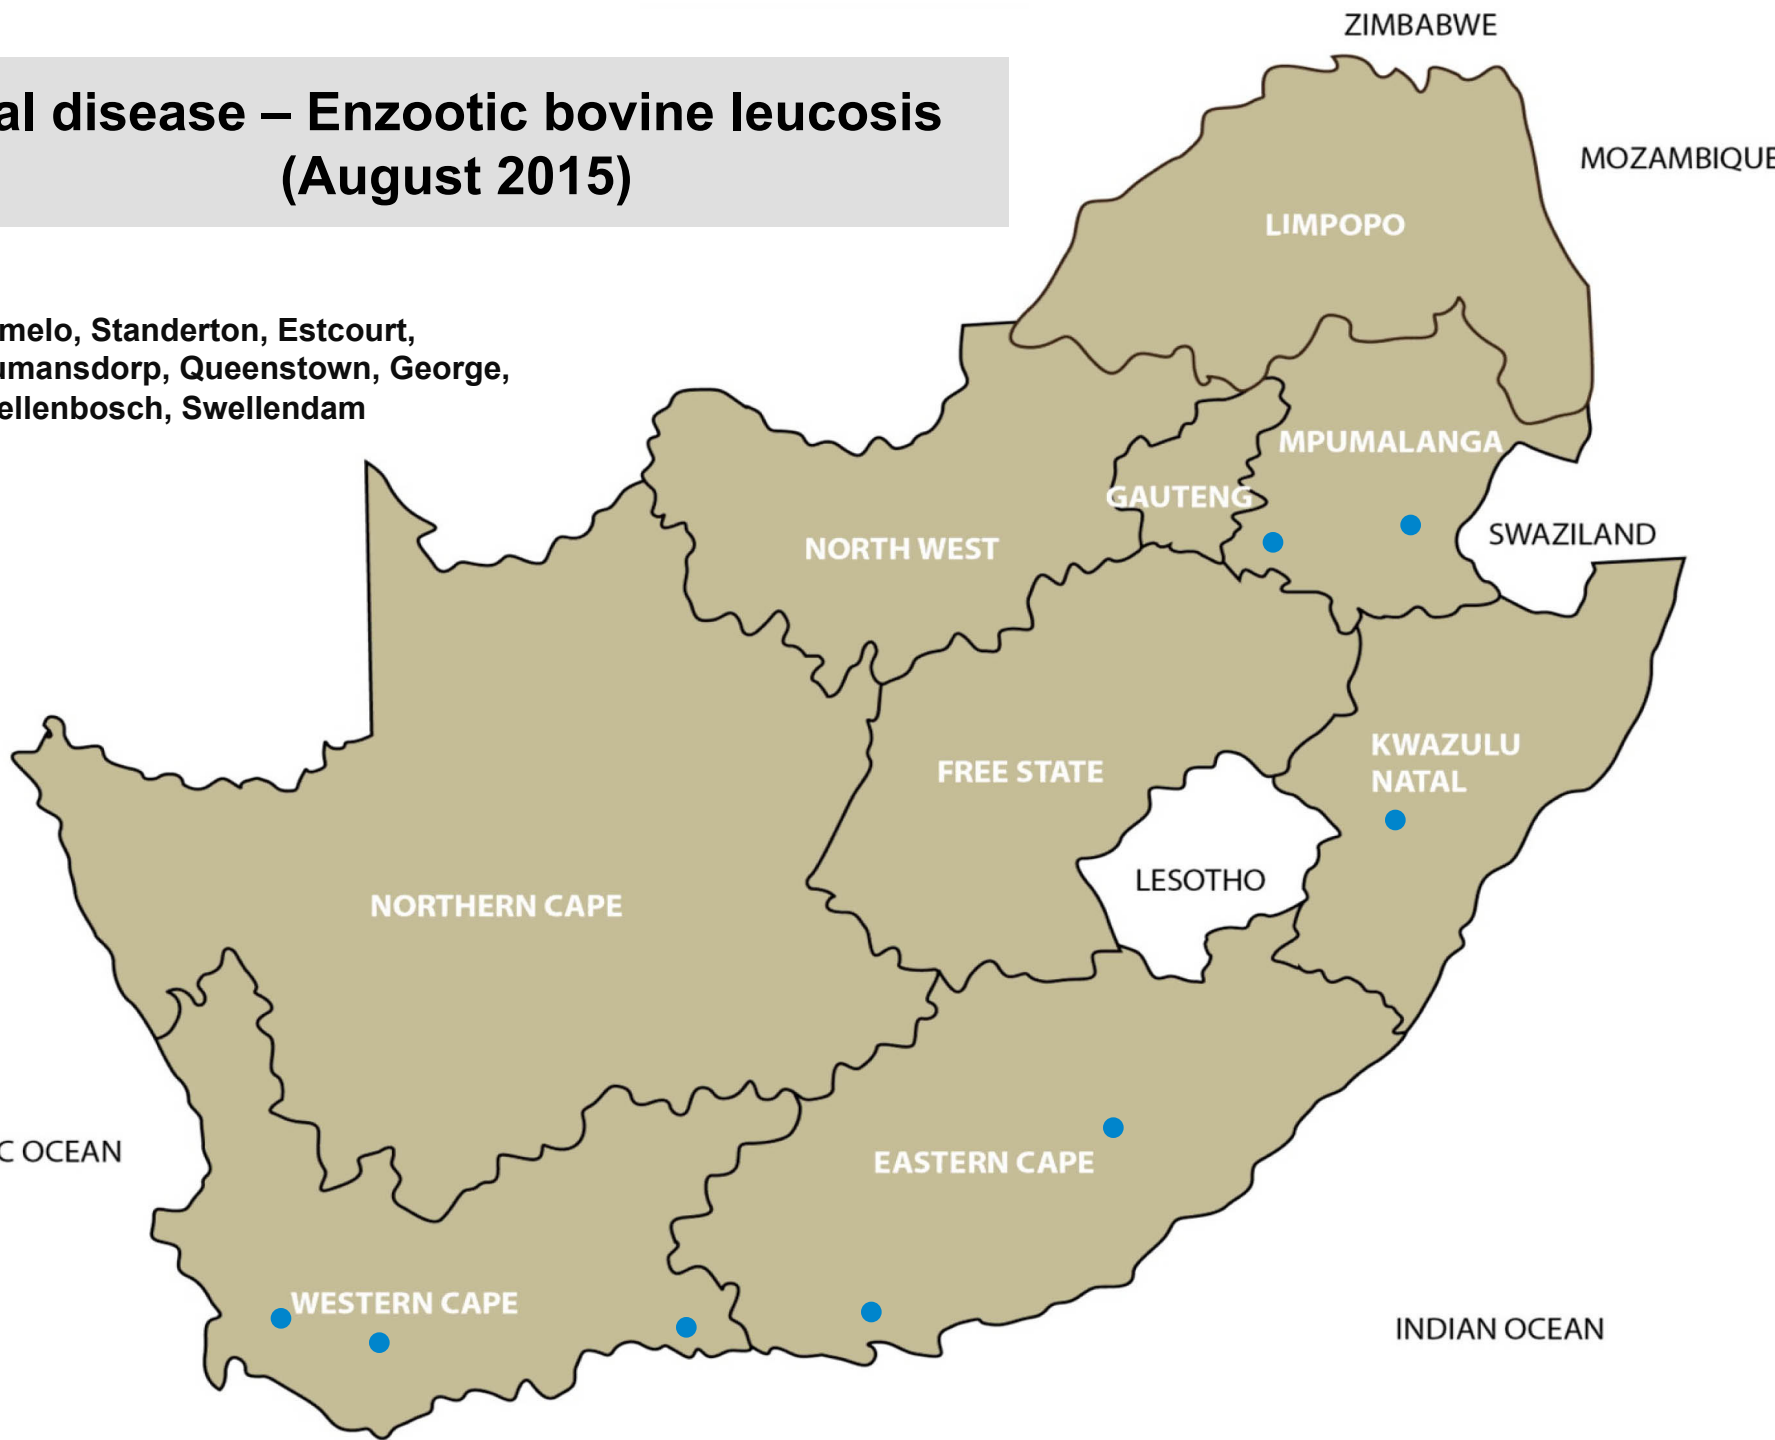 ZIMBABWE
al disease – Enzootic bovine leucosis
(August 2015)
MOZAMBIQUE
LIMPOPO
melo, Standerton, Estcourt,
umansdorp, Queenstown, George,
ellenbosch, Swellendam
MPUMALANGA
GAUTENG
SWAZILAND
NORTH WEST
KWAZULU
NATAL
FREE STATE
LESOTHO
NORTHERN CAPE
C OCEAN
EASTERN CAPE
WESTERN CAPE
INDIAN OCEAN